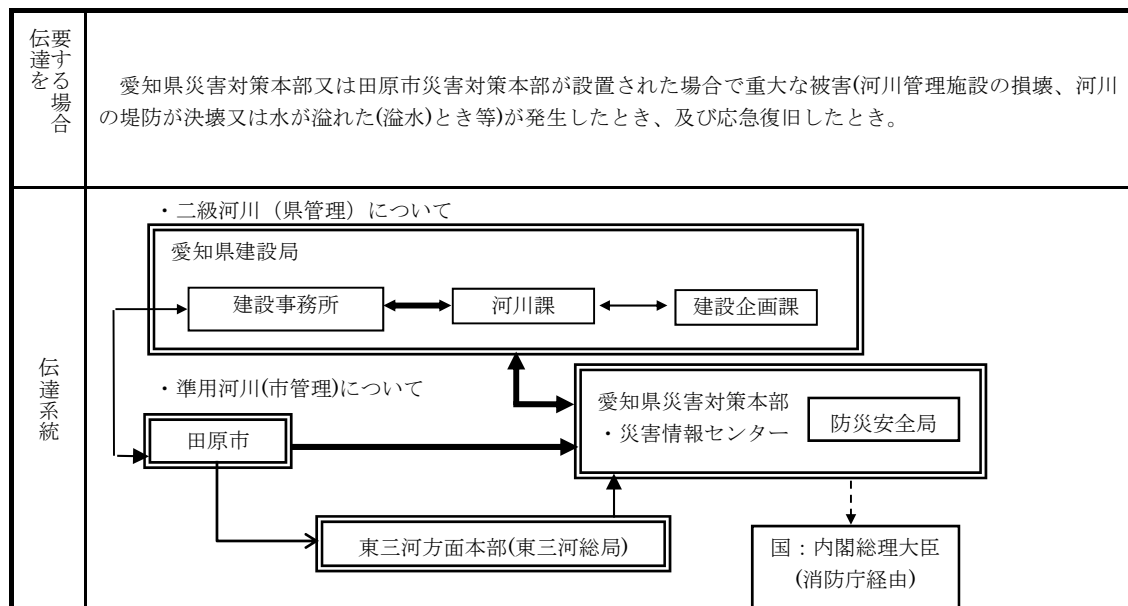 伝達を
要する場合
愛知県災害対策本部又は田原市災害対策本部が設置された場合で重大な被害(河川管理施設の損壊、河川
の堤防が決壊又は水が溢れた(溢水)とき等)が発生したとき、及び応急復旧したとき。
伝達系統
・二級河川（県管理）について
愛知県建設局
建設事務所
河川課
建設企画課
・準用河川(市管理)について
田原市
愛知県災害対策本部
・災害情報センター
防災安全局
東三河方面本部(東三河総局)
国：内閣総理大臣
(消防庁経由)